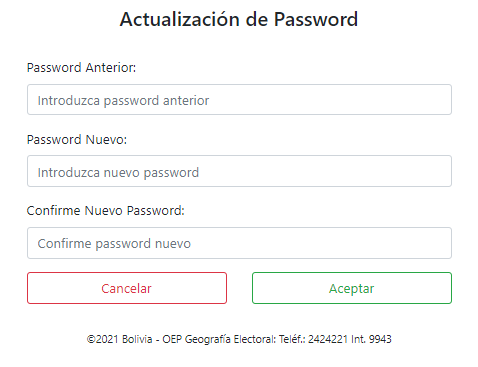 Actualización de Password
Password Anterior:
Introduzca password anterior
Password Nuevo:
Introduzca nuevo password
Confirme Nuevo Password:
Confirme password nuevo
Cancelar
Aceptar
©2021 Bolivia - OEP Geografía Electoral: Teléf.: 2424221 Int. 9943